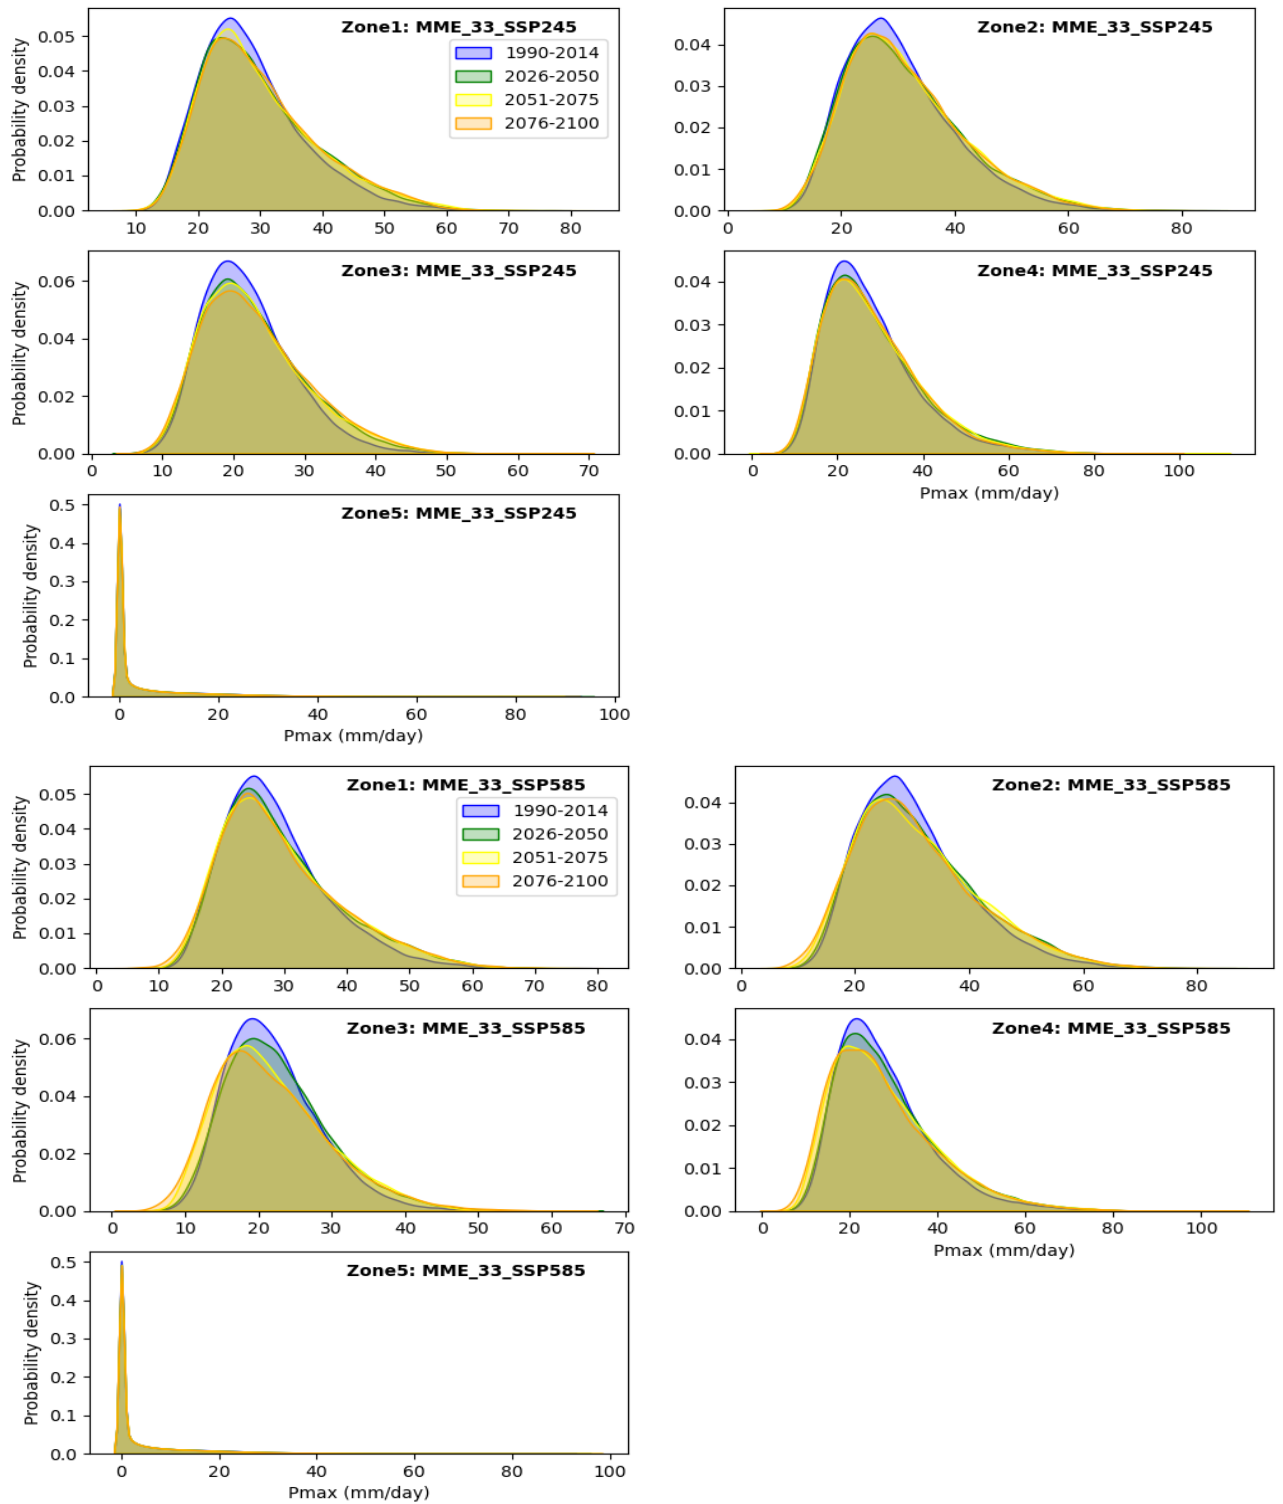 Zone1: MME_33_SSP245
1990-2014
2026-2050
2051-2075
2076-2100
Probability density
0.05
0.04
0.03
0.02
0.01
0.00
10 20 30 40 50 60 70 80
Zone2: MME_33_SSP245
0.04
0.03
0.02
0.01
0.00
0 20 40 60 80
Zone3: MME_33_SSP245
Probability density
0.06
0.04
0.02
0.00
0 10 20 30 40 50 60 70
Zone4: MME_33_SSP245
0.04
0.03
0.02
0.01
0.00
0 20 40 60 80 100
Pmax (mm/day)
Zone5: MME_33_SSP245
Probability density
0.5
0.4
0.3
0.2
0.1
0.0
0 20 40 60 80 100
Pmax (mm/day)
Zone1: MME_33_SSP585
1990-2014
2026-2050
2051-2075
2076-2100
Probability density
0.05
0.04
0.03
0.02
0.01
0.00
0 10 20 30 40 50 60 70 80
Zone2: MME_33_SSP585
0.04
0.03
0.02
0.01
0.00
0 20 40 60 80
Zone3: MME_33_SSP585
Probability density
0.06
0.04
0.02
0.00
0 10 20 30 40 50 60 70
Zone4: MME_33_SSP585
0.04
0.03
0.02
0.01
0.00
0 20 40 60 80 100
Pmax (mm/day)
Zone5: MME_33_SSP585
Probability density
0.5
0.4
0.3
0.2
0.1
0.0
0 20 40 60 80 100
Pmax (mm/day)